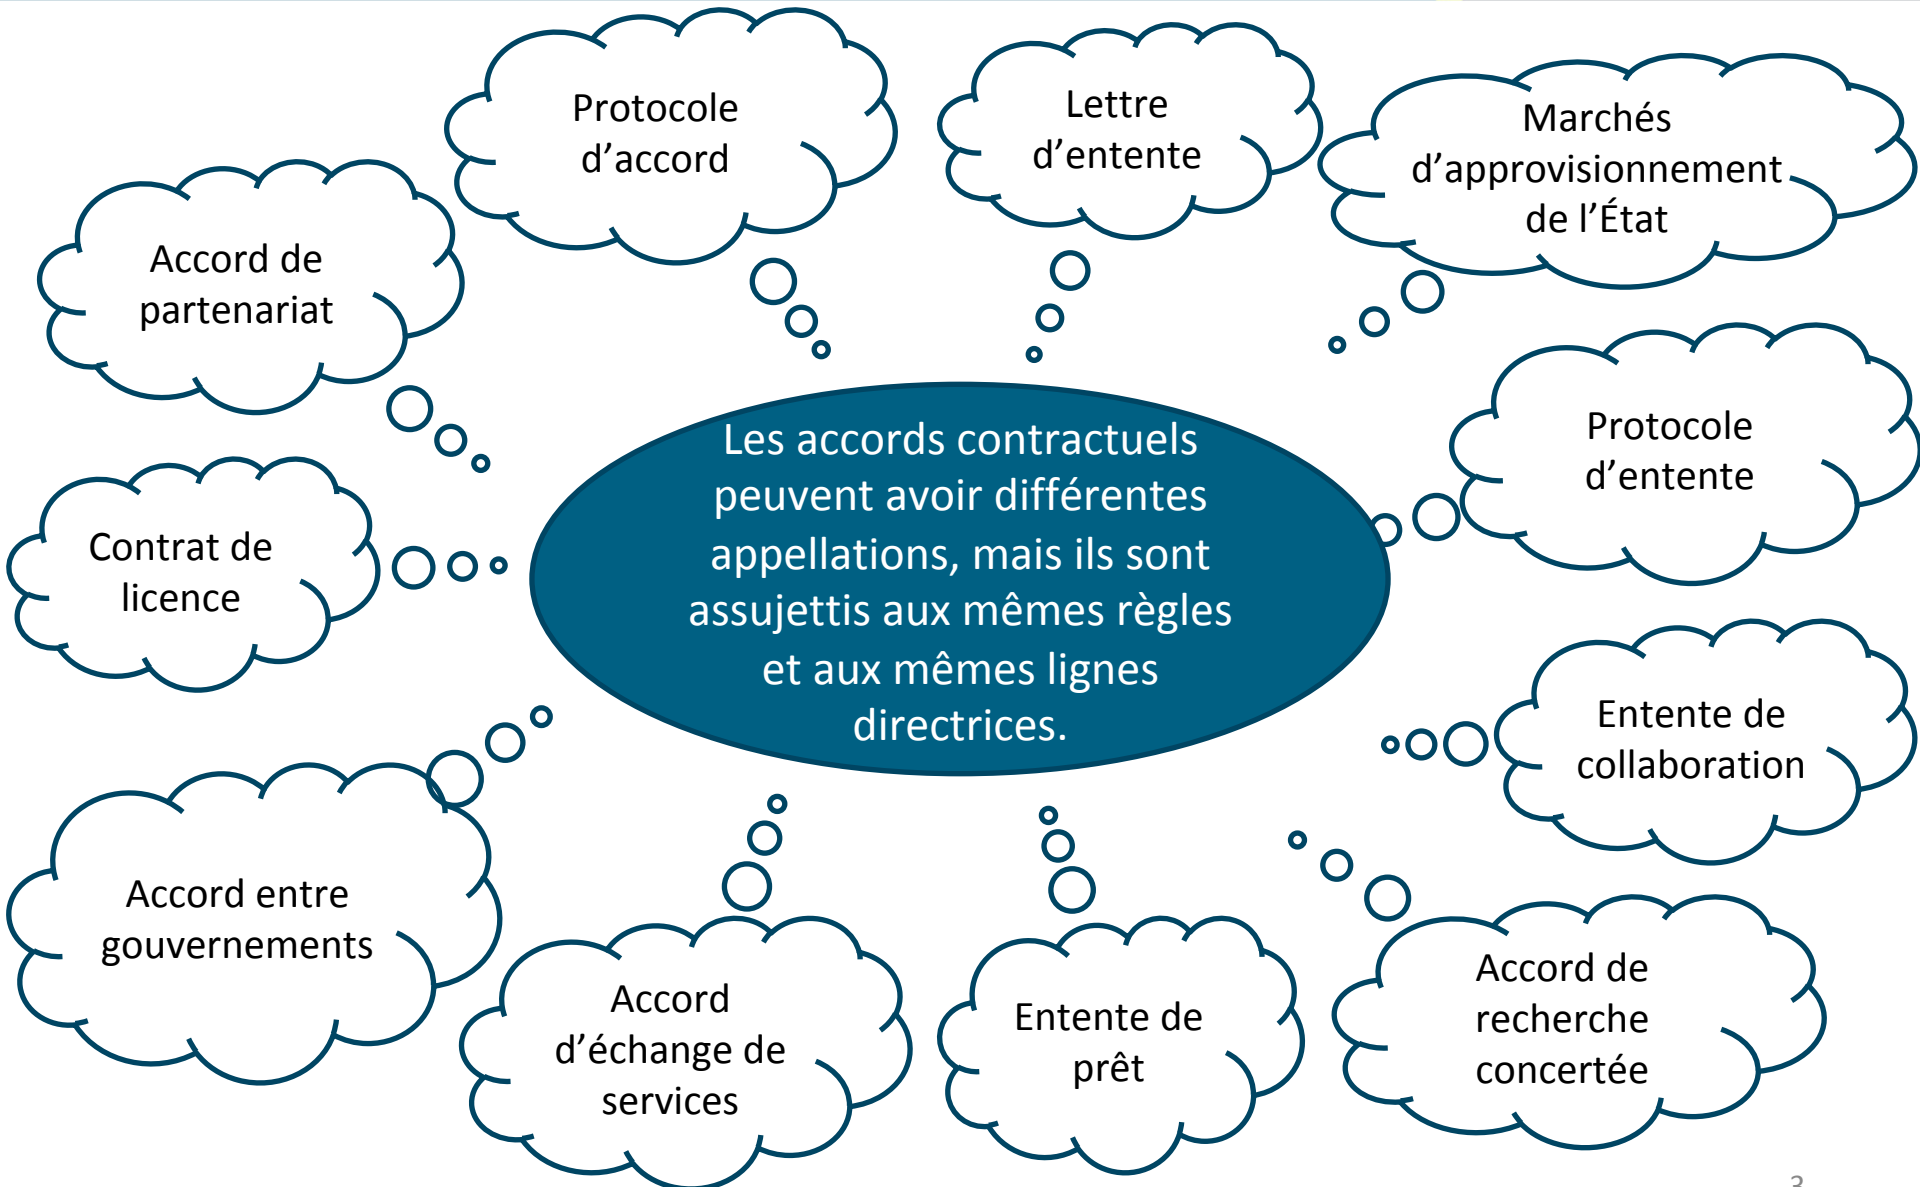 Protocole
d’accord
Lettre
d’entente
Marchés
d’approvisionnement
de l’État
Accord de
partenariat
Protocole
d’entente
Les accords contractuels
peuvent avoir différentes
appellations, mais ils sont
assujettis aux mêmes règles
et aux mêmes lignes
directrices.
Contrat de
licence
Entente de
collaboration
Accord entre
gouvernements
Accord
d’échange de
services
Entente de
prêt
Accord de
recherche
concertée
3